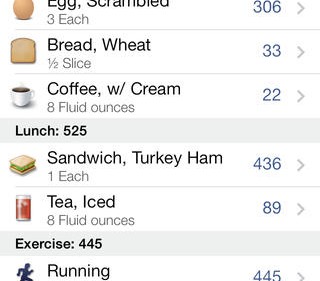 Egg, Scrambled
306
3 Each
Bread, Wheat
33
½ Slice
Coffee, w/ Cream
22
8 Fluid ounces
Lunch: 525
Sandwich, Turkey Ham
436
1 Each
Tea, Iced
89
8 Fluid ounces
Exercise: 445
Running
445